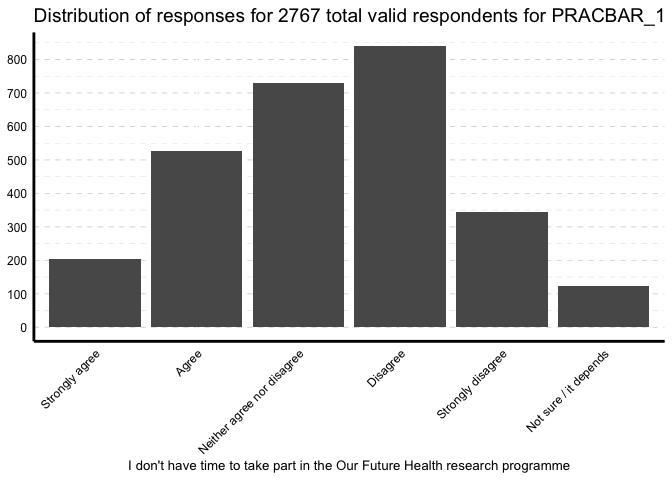 Distribution of responses for 2767 total valid respondents for PRACBAR_1
800
700
600
500
400
300
200
100
0
Strongly agree
Agree
Neither agree nor disagree
Disagree
Strongly disagree
Not sure / it depends
I don't have time to take part in the Our Future Health research programme